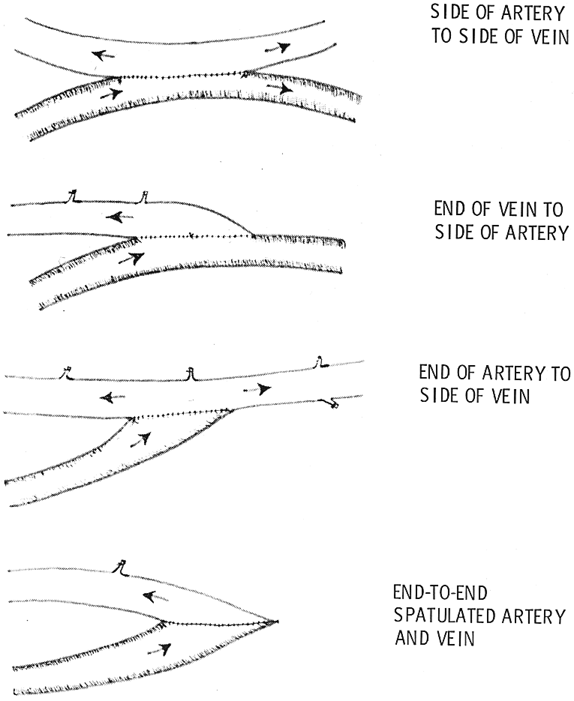 SIDE OF ARTERY
TO SIDE OF VEIN
END OF VEIN TO
SIDE OF ARTERY
END OF ARTERY TO
SIDE OF VEIN
END-TO-END
SPATULATED ARTERY
AND VEIN